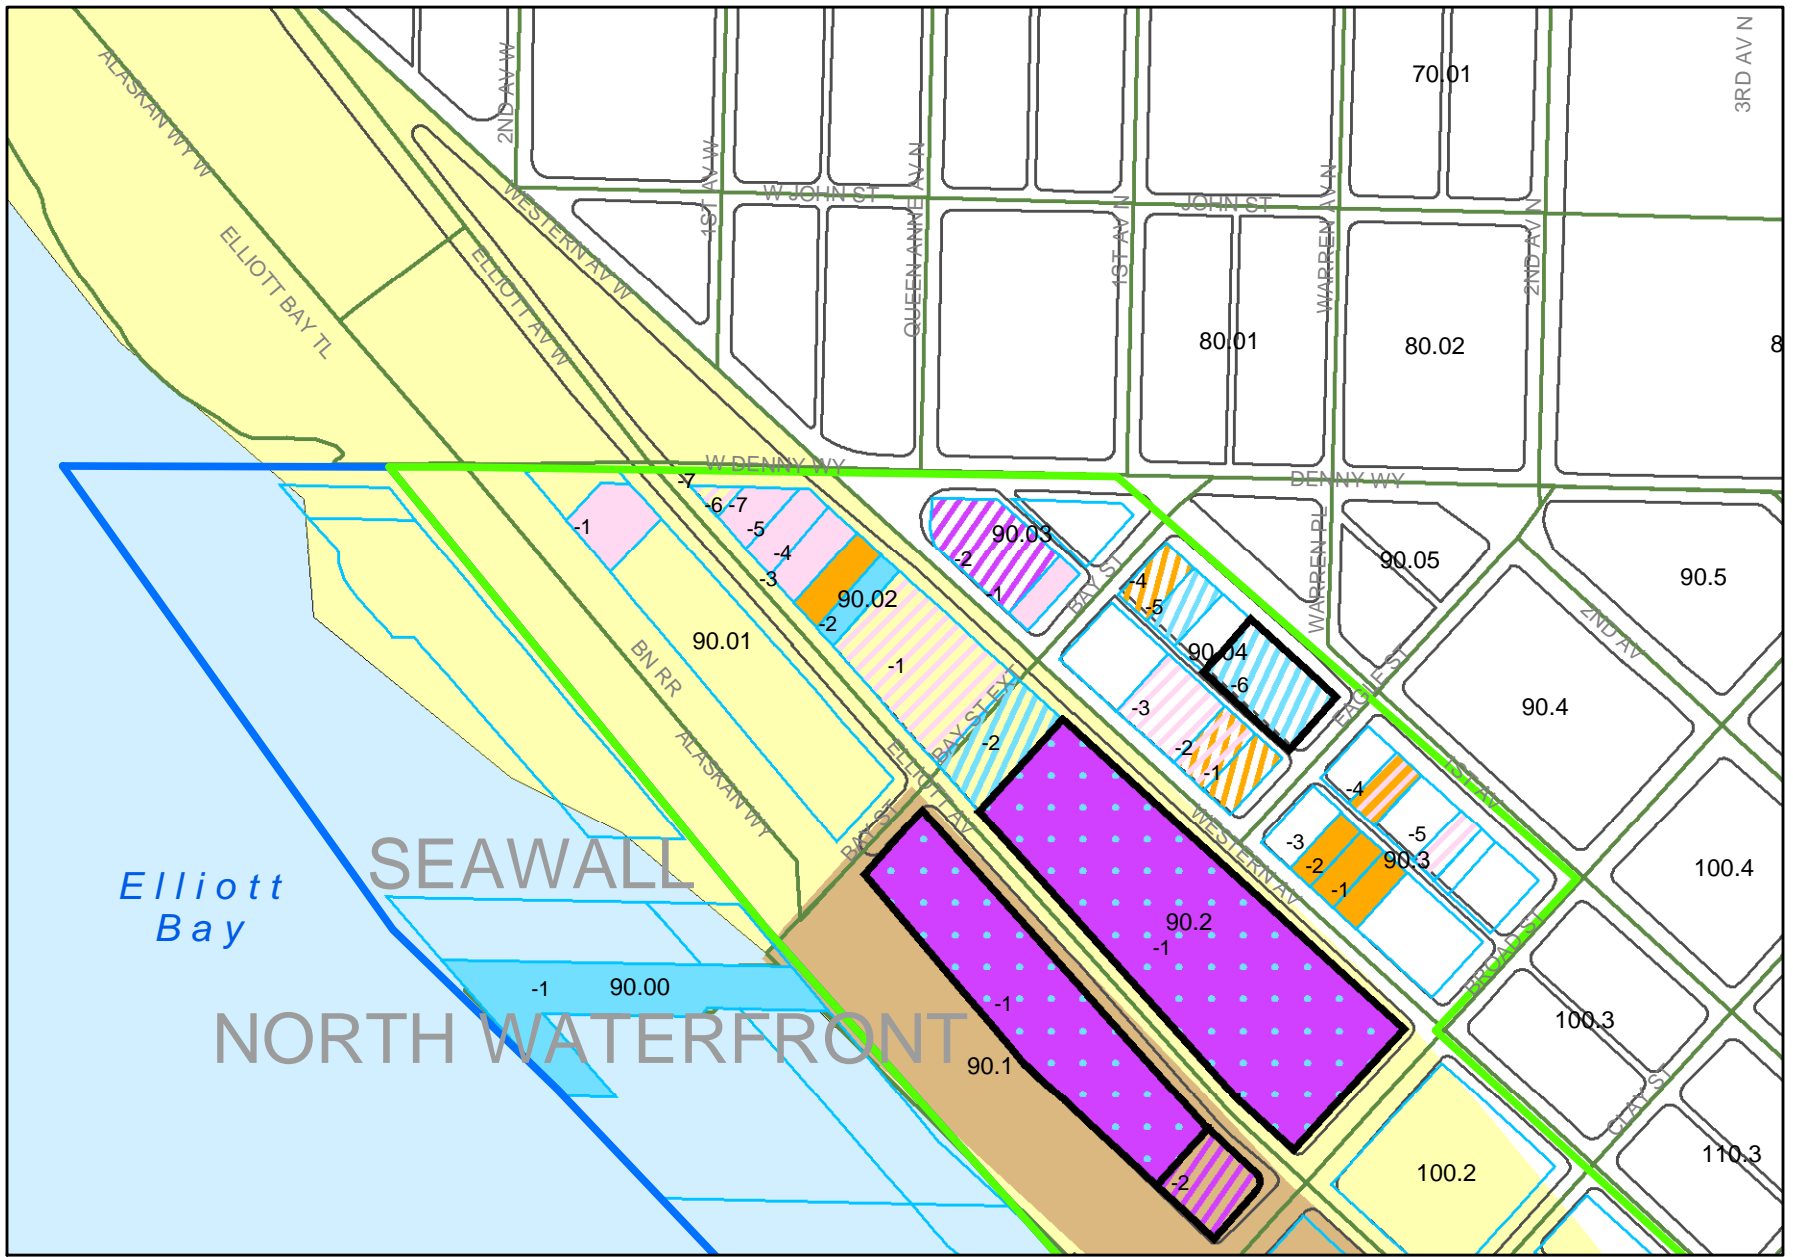 70.01
3RD AV N
2ND AV W
ALASKAN WY W
1ST AV W
QUEEN ANNE AV N
W JOHN ST
JOHN ST
1ST AV N
WARREN AV N
2ND AV N
WESTERN AV W
ELLIOTT BAY TL
ELLIOTT AV W
80.01
80.02
8
W DENNY WY
DENNY WY
-7
-6
-7
-5
-4
-3
-1
90.02
-2
-1
90.03
-2
-1
BAY ST
-4
-5
90.04
-6
WARREN PL
90.05
90.5
2ND AV
EAGLE ST
90.4
90.01
BN RR
ALASKAN WY
BAY ST EXT
-2
-3
-2
-1
ELLIOTT AV
BAY ST
WESTERN AV
1ST AV
-4
-5
-3
-2
-1
90.3
100.4
SEAWALL
Elliott
Bay
90.2
-1
BROAD ST
-1
90.00
-1
100.3
NORTH WATERFRONT
90.1
CLAY ST
110.3
100.2
-2